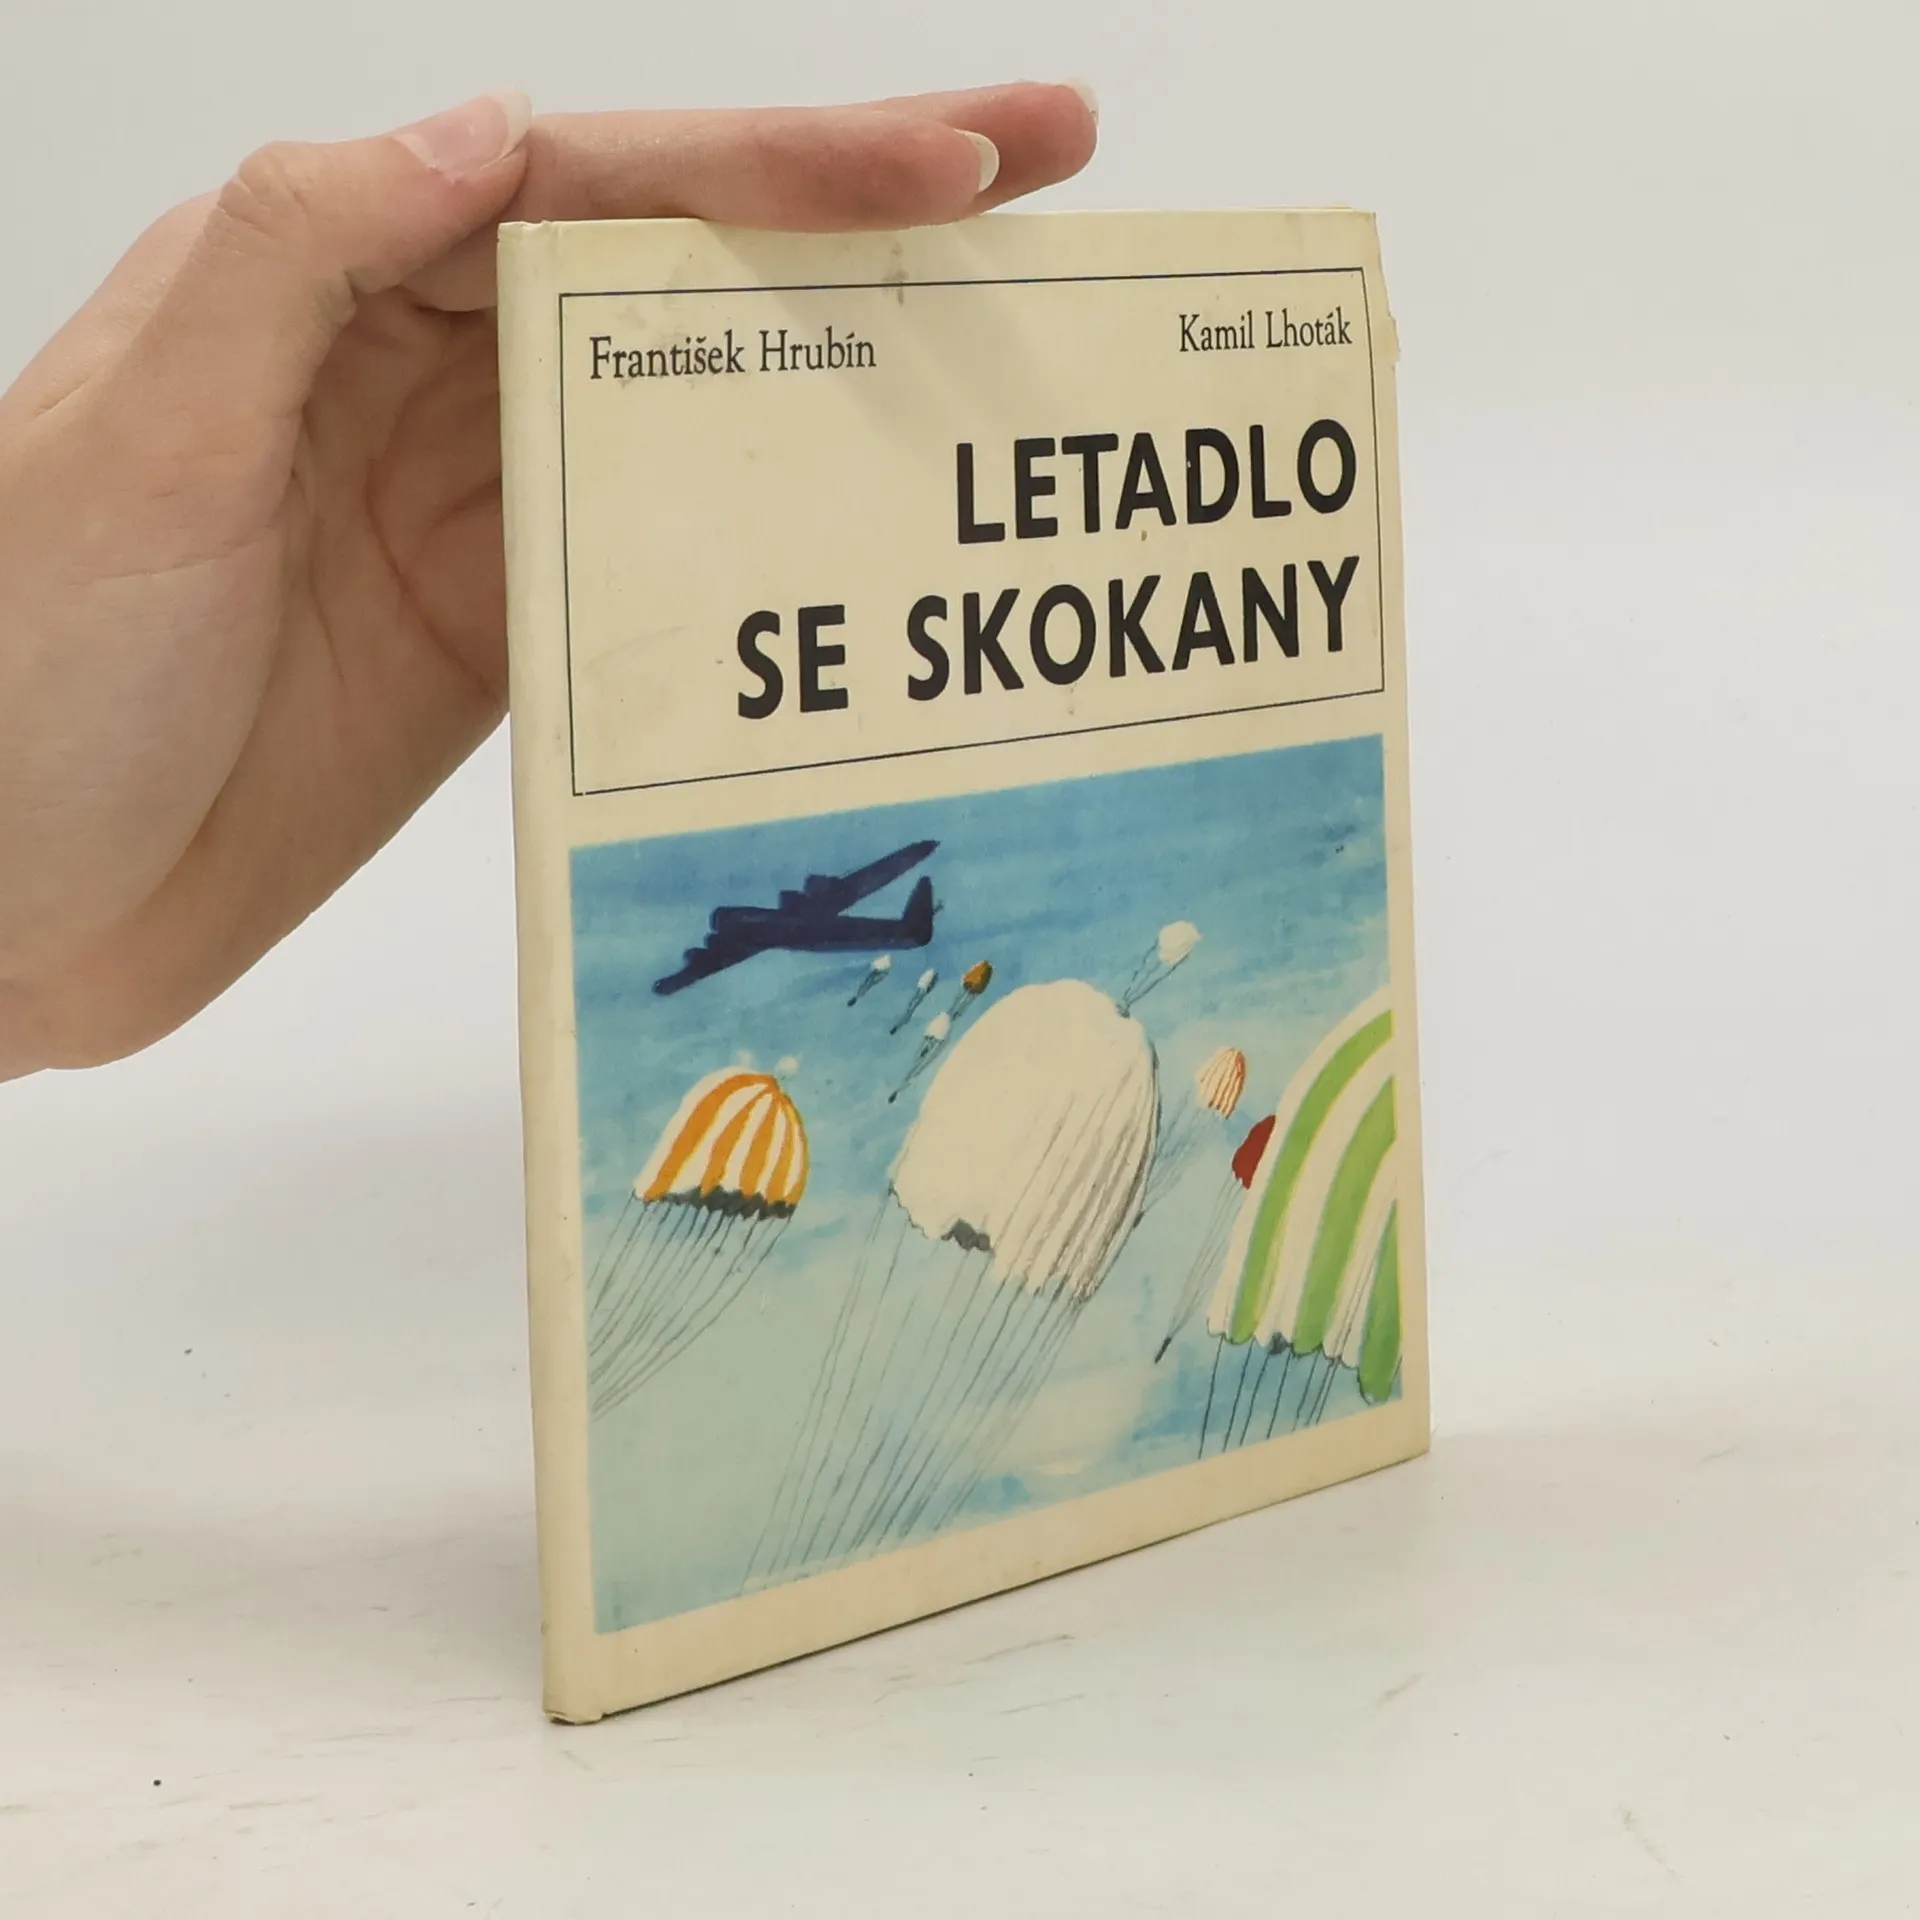 František Hrubín
Kamil Lhoták
LETADLO
SE SKOKANY